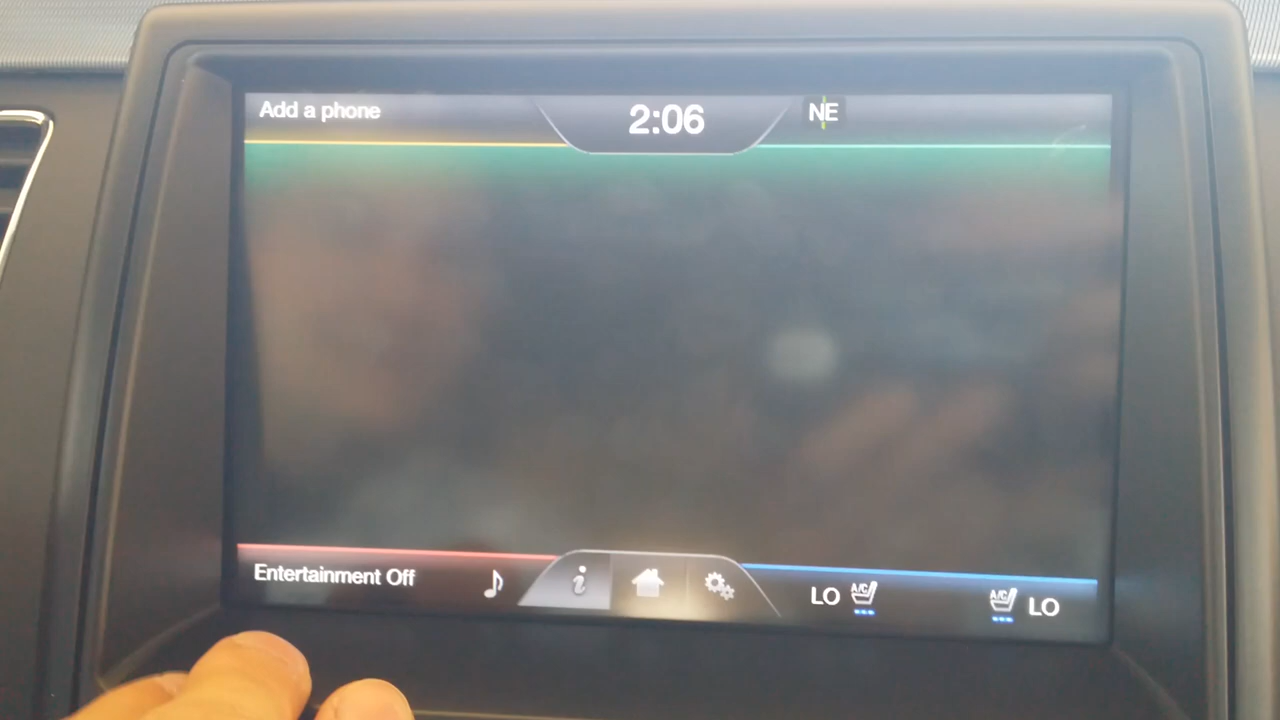 Add a phone
2:06
NE
Entertainment Off
i
LO
A/C
A/C
LO